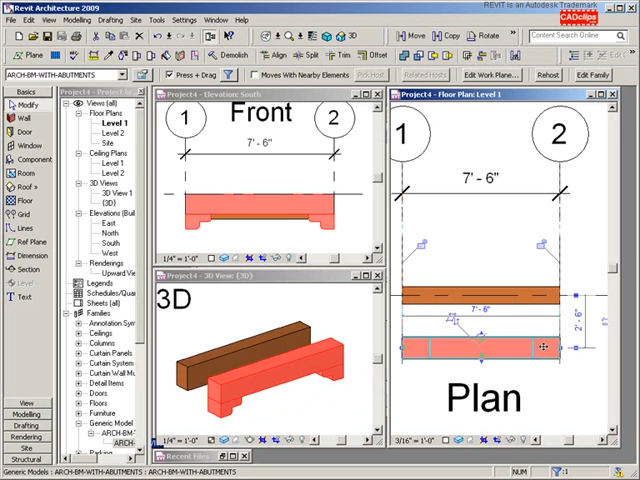 Revit Architecture 2009
REVIT is an Autodesk Trademark
CADclips
File Edit View Modelling Drafting Site Tools Settings Window Help
Move Copy Rotate
Content Search Online
Plane Demolish Align Split Trim Offset
ARCH-BM-WITH-ABUTMENTS
Press + Drag
Moves With Nearby Elements
Pick Host
Related Hosts
Edit Work Plane...
Rehost
Edit Family
Basics
Modify
Wall
Door
Window
Component
Room
Roof »
Floor
Grid
Lines
Ref Plane
Dimension
Section
Level
Text
View
Modelling
Drafting
Rendering
Site
Structural
Views (all)
Floor Plans
Level 1
Level 2
Site
Ceiling Plans
Level 1
Level 2
3D Views
3D View 1
{3D}
Elevations (Buil
East
North
South
West
Renderings
Upward Vie
Legends
Schedules/Quar
Sheets (all)
Families
Annotation Sym
Ceilings
Columns
Curtain Panels
Curtain System
Curtain Wall Mu
Detail Items
Doors
Floors
Furniture
Generic Model
ARCH-BM-
ARCH-
Project4 - Elevation: South
Front
1 2
7' - 6"
1/4" = 1'-0"
Project4 - 3D View: {3D}
3D
1/4" = 1'-0"
Recent Files
Project4 - Floor Plan: Level 1
1 2
7' - 6"
7' - 6"
2' - 6"
Plan
3/16" = 1'-0"
Generic Models : ARCH-BM-WITH-ABUTMENTS : ARCH-BM-WITH-ABUTMENTS
NUM
:1